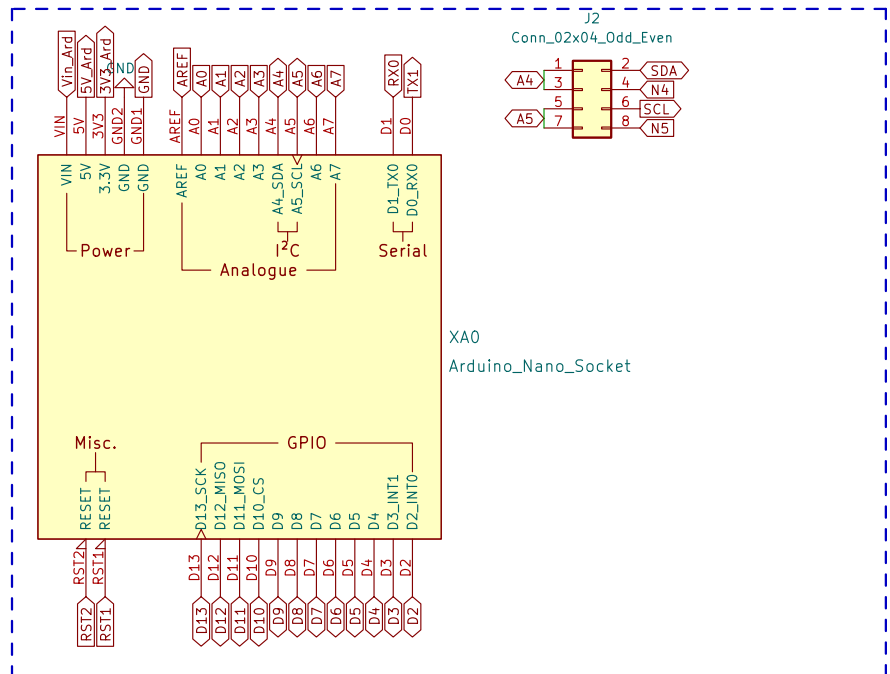 J2
Conn_02x04_Odd_Even
1 2 SDA
A4 3 4 N4
5 6 SCL
A5 7 8 N5
Vin_Ard 5V_Ard 3V3_Ard GND GND AREF A0 A1 A2 A3 A4 A5 A6 A7 RX0 TX1
VIN 5V 3V3 GND2 GND1 AREF A0 A1 A2 A3 A4 A5 A6 A7 D1 D0
VIN 5V 3.3V GND GND AREF A0 A1 A2 A3 A4_SDA A5_SCL A6 A7 D1_TX0 D0_RX0
Power I²C Serial
Analogue
XA0
Arduino_Nano_Socket
Misc. GPIO
RESET RESET D13_SCK D12_MISO D11_MOSI D10_CS D9 D8 D7 D6 D5 D4 D3_INT1 D2_INT0
RST2 RST1 D13 D12 D11 D10 D9 D8 D7 D6 D5 D4 D3 D2
RST2 RST1 D13 D12 D11 D10 D9 D8 D7 D6 D5 D4 D3 D2